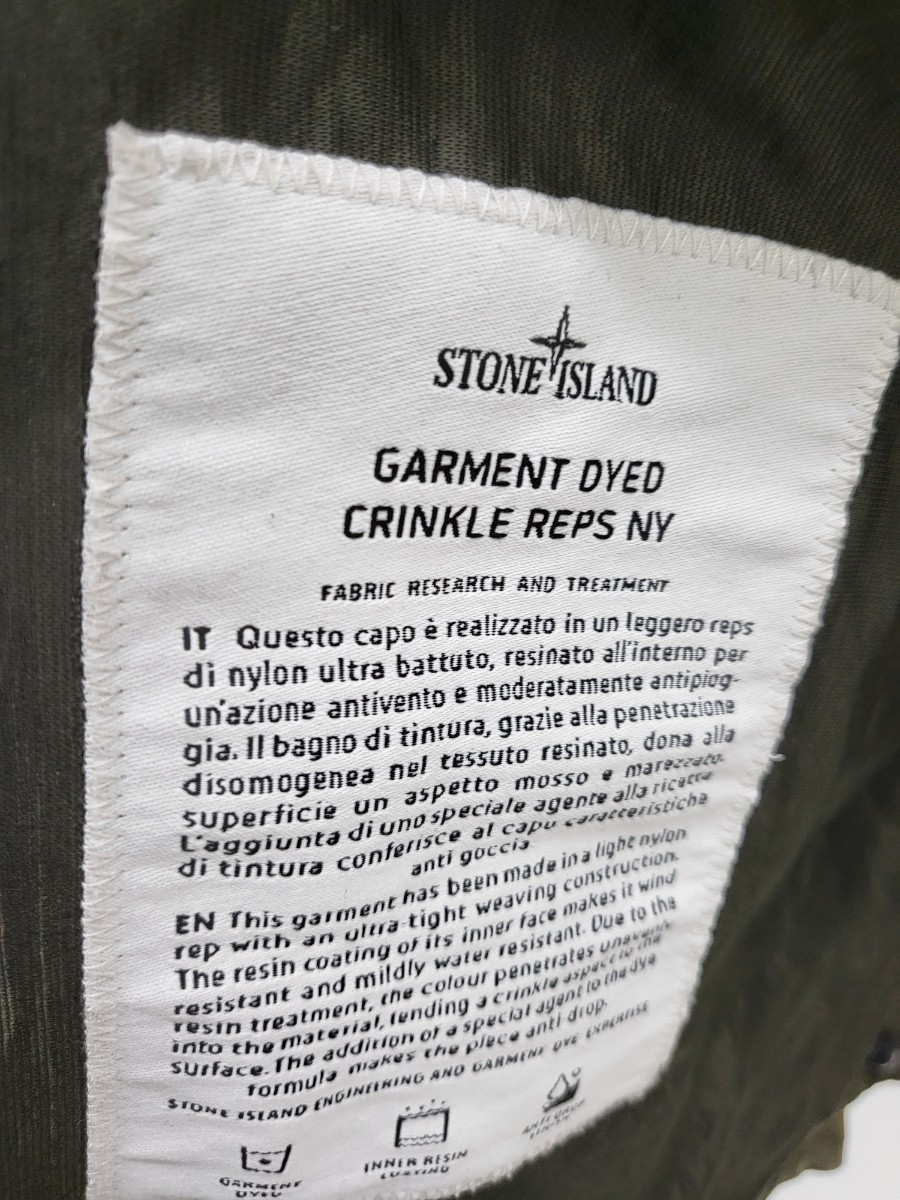 STONE ISLAND
GARMENT DYED
CRINKLE REPS NY
FABRIC RESEARCH AND TREATMENT
IT Questo capo è realizzato in un leggero reps
di nylon ultra battuto, resinato all'interno per
un'azione antivento e moderatamente antipiog-
gia. Il bagno di tintura, grazie alla penetrazione
disomogenea nel tessuto resinato, dona alla
superficie un aspetto mosso e marezzato.
L'aggiunta di uno speciale agente alla ricetta
di tintura conferisce al capo caratteristiche
anti goccia
EN This garment has been made in a light nylon
rep with an ultra-tight weaving construction.
The resin coating of its inner face makes it wind
resistant and mildly water resistant. Due to the
resin treatment, the colour penetrates unevenly
into the material, lending a crinkle aspect to the
surface. The addition of a special agent to the dye
formula makes the piece anti drop.
STONE ISLAND ENGINEERING AND GARMENT DYE EXPERTISE
GARMENT
DYED
INNER RESIN
COATING
ANTI DROP